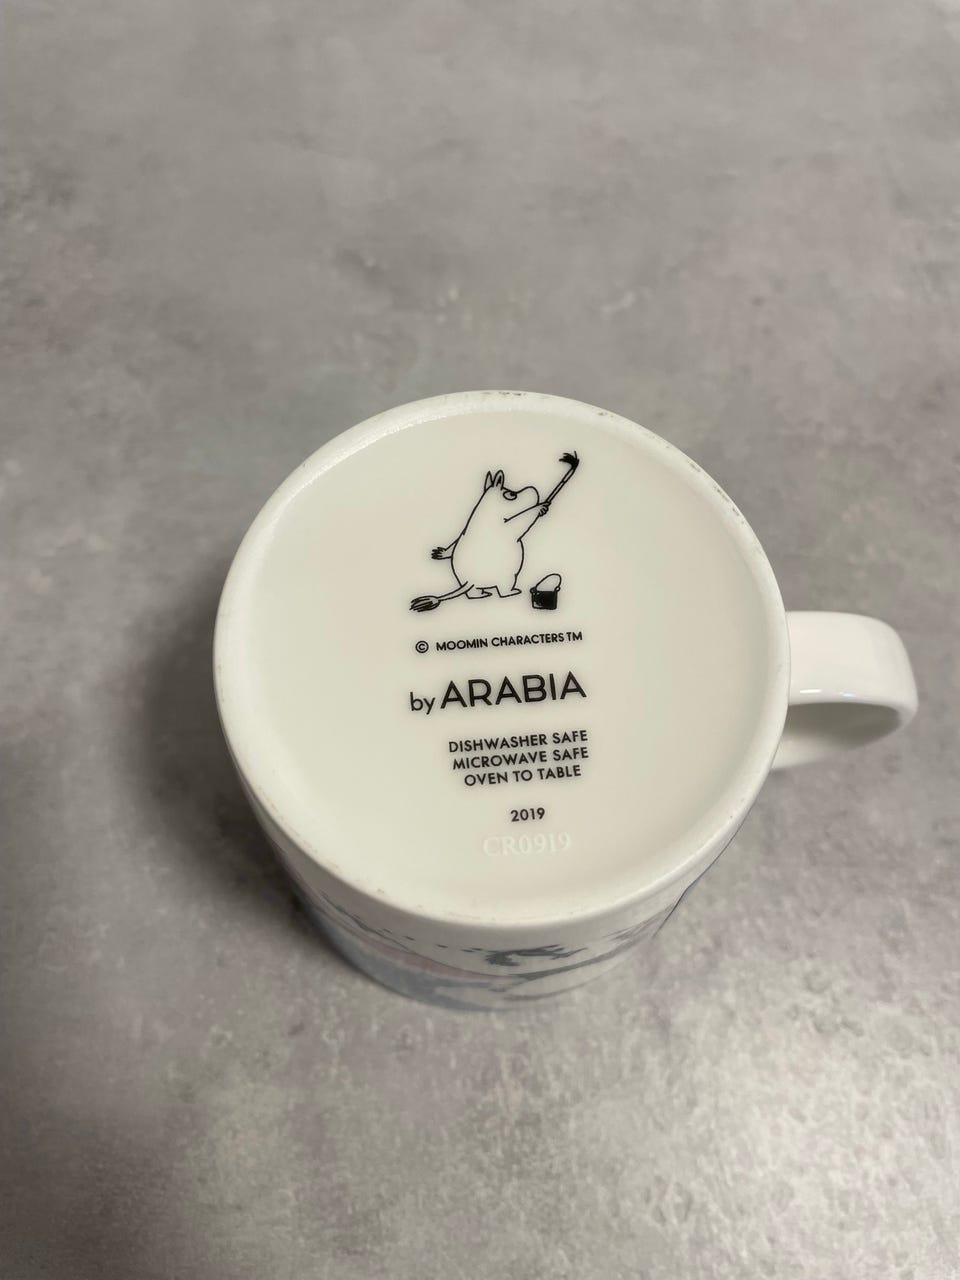 © MOOMIN CHARACTERS TM
by ARABIA
DISHWASHER SAFE
MICROWAVE SAFE
OVEN TO TABLE
2019
CR0919